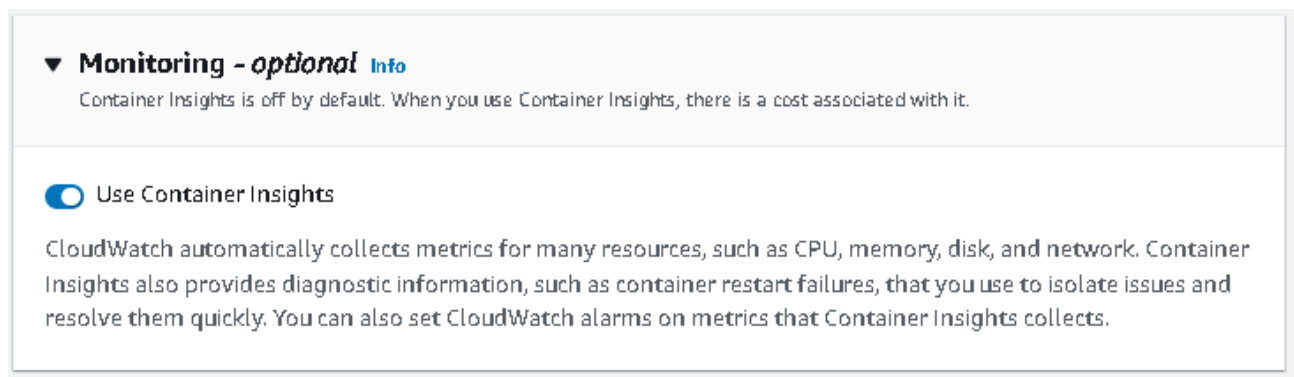 Monitoring - optional Info
Container Insights is off by default. When you use Container Insights, there is a cost associated with it.
Use Container Insights
CloudWatch automatically collects metrics for many resources, such as CPU, memory, disk, and network. Container
Insights also provides diagnostic information, such as container restart failures, that you use to isolate issues and
resolve them quickly. You can also set CloudWatch alarms on metrics that Container Insights collects.